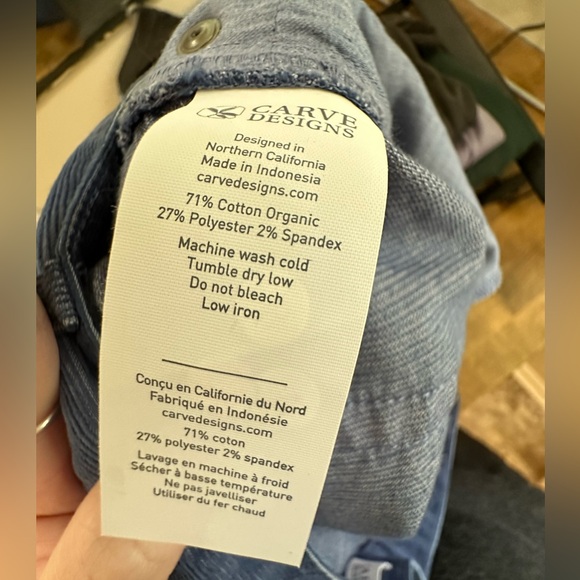 CARVE
DESIGNS
Designed in
Northern California
Made in Indonesia
carvedesigns.com
71% Cotton Organic
27% Polyester 2% Spandex
Machine wash cold
Tumble dry low
Do not bleach
Low iron
Conçu en Californie du Nord
Fabriqué en Indonésie
carvedesigns.com
71% coton
27% polyester 2% spandex
Lavage en machine à froid
Sécher à basse température
Ne pas javelliser
Utiliser du fer chaud